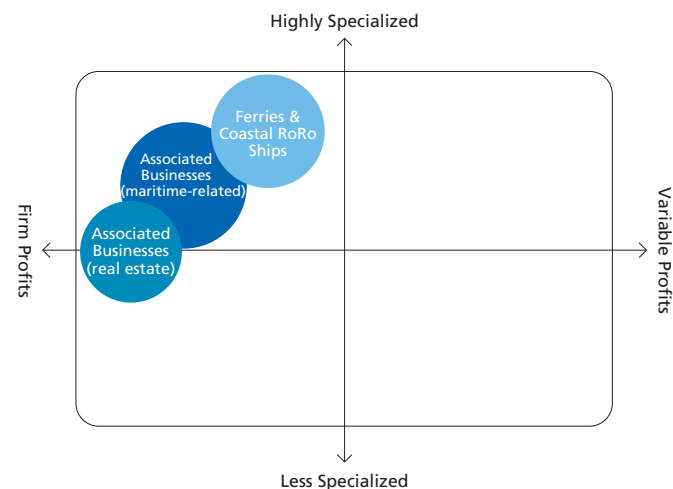 Highly Specialized
Ferries &
Coastal RoRo
Ships
Associated
Businesses
(maritime-related)
Associated
Businesses
(real estate)
Firm Profits
Variable Profits
Less Specialized